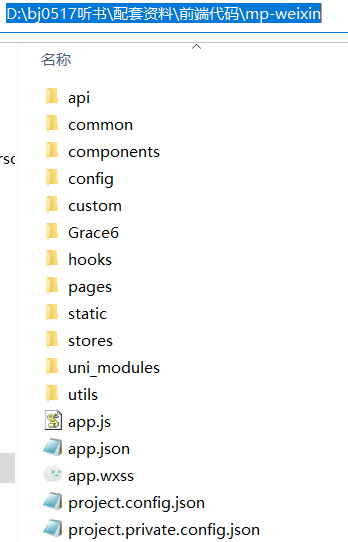 D:\bj0517听书\配套资料\前端代码\mp-weixin
名称
api
common
components
config
custom
Grace6
hooks
pages
static
stores
uni_modules
utils
app.js
app.json
app.wxss
project.config.json
project.private.config.json